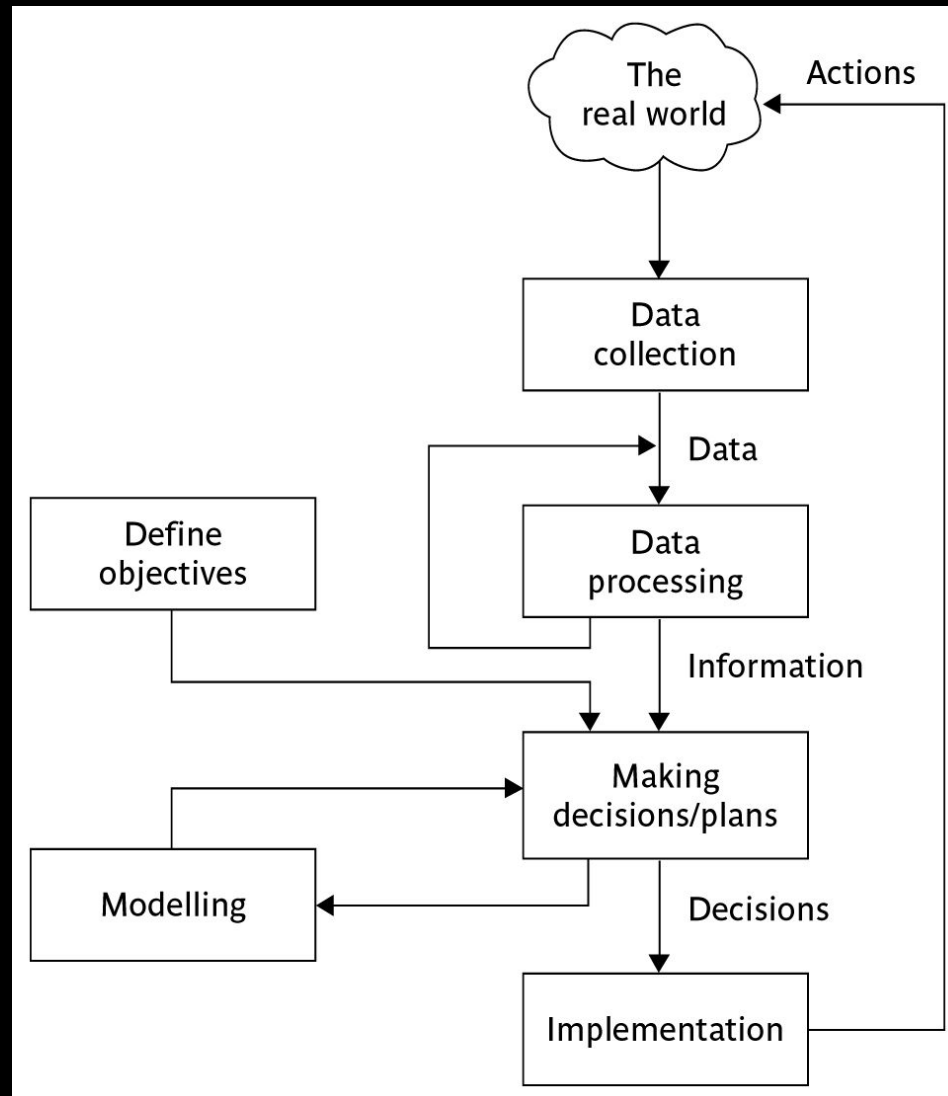 The
real world
Actions
Data
collection
Data
Define
objectives
Data
processing
Information
Making
decisions/plans
Modelling
Decisions
Implementation